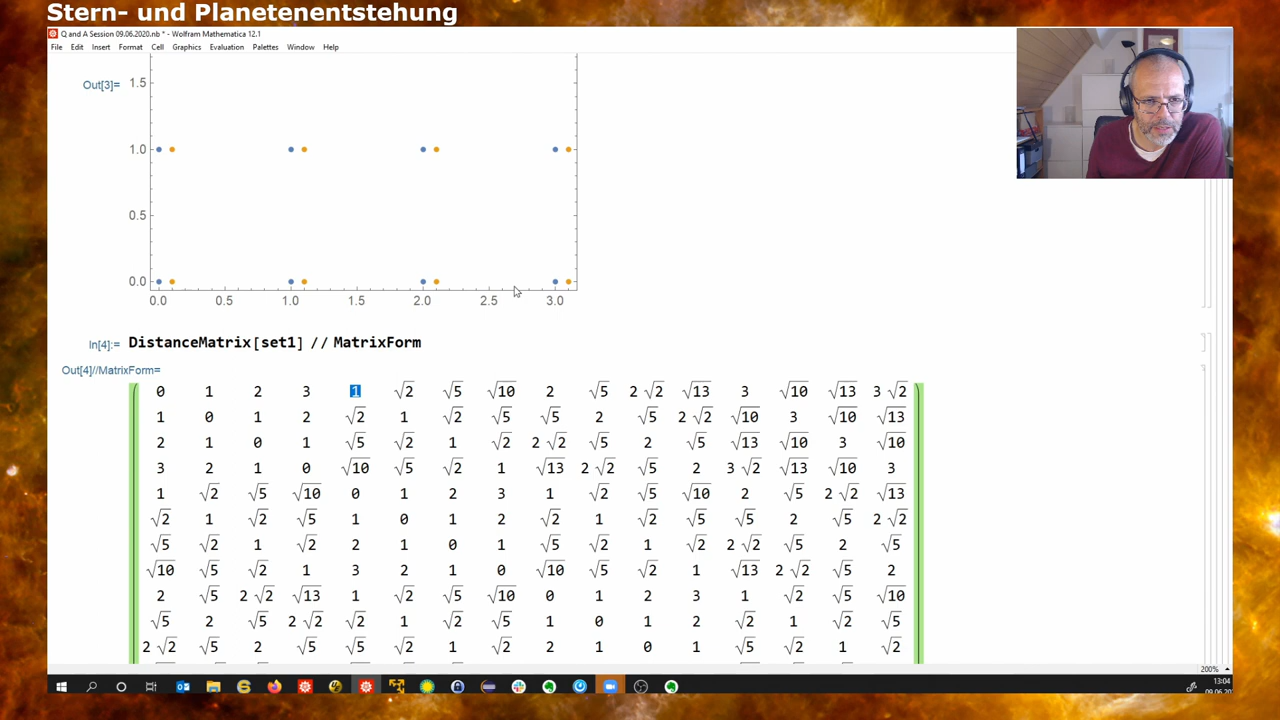 Stern- und Planetenentstehung
Q and A Session 09.06.2020.nb * - Wolfram Mathematica 12.1
File Edit Insert Format Cell Graphics Evaluation Palettes Window Help
Out[3]=
1.5
1.0
0.5
0.0
0.0 0.5 1.0 1.5 2.0 2.5 3.0
In[4]:= DistanceMatrix[set1] // MatrixForm
Out[4]//MatrixForm=
0 1 2 3 1 √2 √5 √10 2 √5 2 √2 √13 3 √10 √13 3 √2
1 0 1 2 √2 1 √2 √5 √5 2 √5 2 √2 √10 3 √10 √13
2 1 0 1 √5 √2 1 √2 2 √2 √5 2 √5 √13 √10 3 √10
3 2 1 0 √10 √5 √2 1 √13 2 √2 √5 2 3 √2 √13 √10 3
1 √2 √5 √10 0 1 2 3 1 √2 √5 √10 2 √5 2 √2 √13
√2 1 √2 √5 1 0 1 2 √2 1 √2 √5 √5 2 √5 2 √2
√5 √2 1 √2 2 1 0 1 √5 √2 1 √2 2 √2 √5 2 √5
√10 √5 √2 1 3 2 1 0 √10 √5 √2 1 √13 2 √2 √5 2
2 √5 2 √2 √13 1 √2 √5 √10 0 1 2 3 1 √2 √5 √10
√5 2 √5 2 √2 √2 1 √2 √5 1 0 1 2 √2 1 √2 √5
2 √2 √5 2 √5 √5 √2 1 √2 2 1 0 1 √5 √2 1 √2
200%
13:04